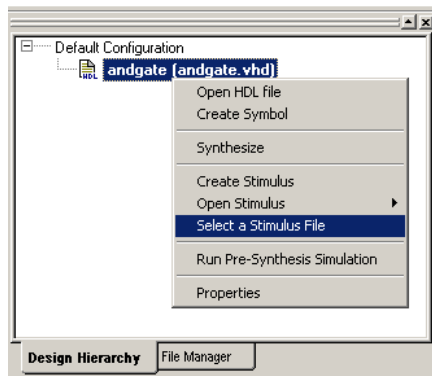 Default Configuration
HDL andgate (andgate.vhd)
Open HDL file
Create Symbol
Synthesize
Create Stimulus
Open Stimulus
Select a Stimulus File
Run Pre-Synthesis Simulation
Properties
Design Hierarchy File Manager